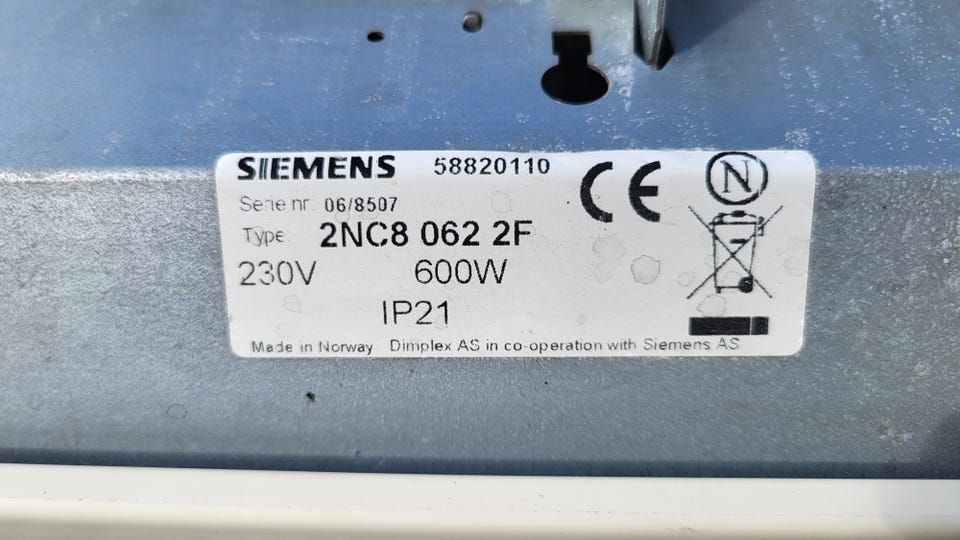 SIEMENS 58820110
Serie nr: 06/8507
Type: 2NC8 062 2F
230V 600W
IP21
Made in Norway Dimplex AS in co-operation with Siemens AS
CE
N